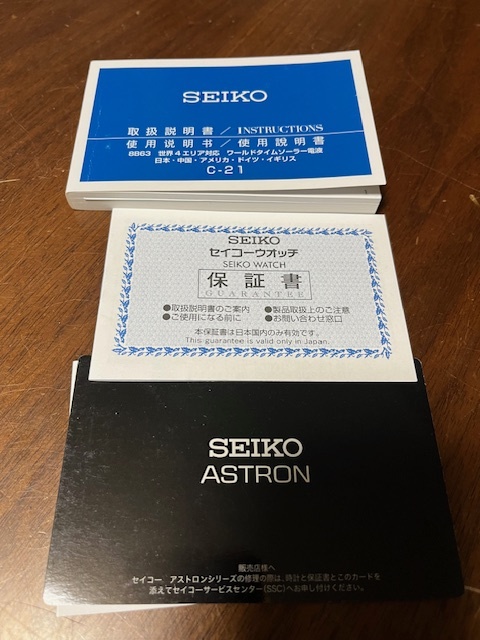 SEIKO
取扱説明書／INSTRUCTIONS
使用说明书／使用說明書
8B63 世界4エリア対応 ワールドタイムソーラー電波
日本・中国・アメリカ・ドイツ・イギリス
C-21
SEIKO
セイコーウオッチ
SEIKO WATCH
保証書
GUARANTEE
●取扱説明書のご案内 ●製品取扱上のご注意
●ご使用になる前に ●お問い合わせ窓口
本保証書は日本国内のみ有効です。
This guarantee is valid only in Japan.
SEIKO
ASTRON
販売店様へ
セイコー アストロンシリーズの修理の際は、時計と保証書とこのカードを
添えてセイコーサービスセンター(SSC)へお申し付けください。